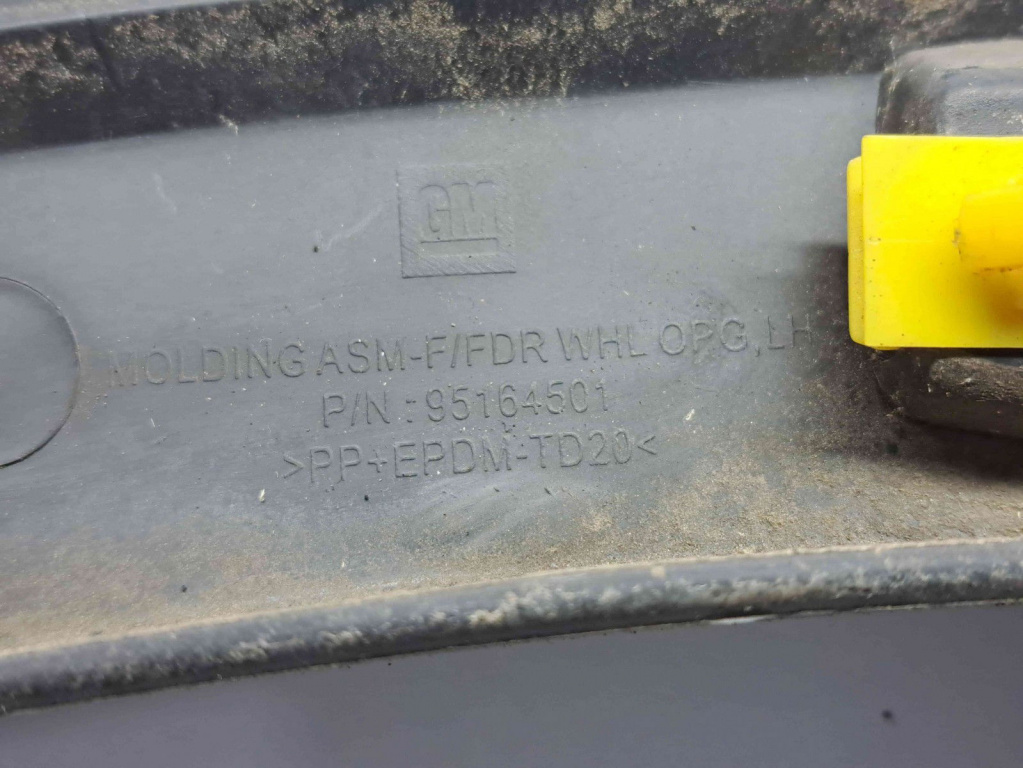 GM
MOLDING ASM-F/FDR WHL OPG, LH
P/N : 95164501
>PP+EPDM-TD20<